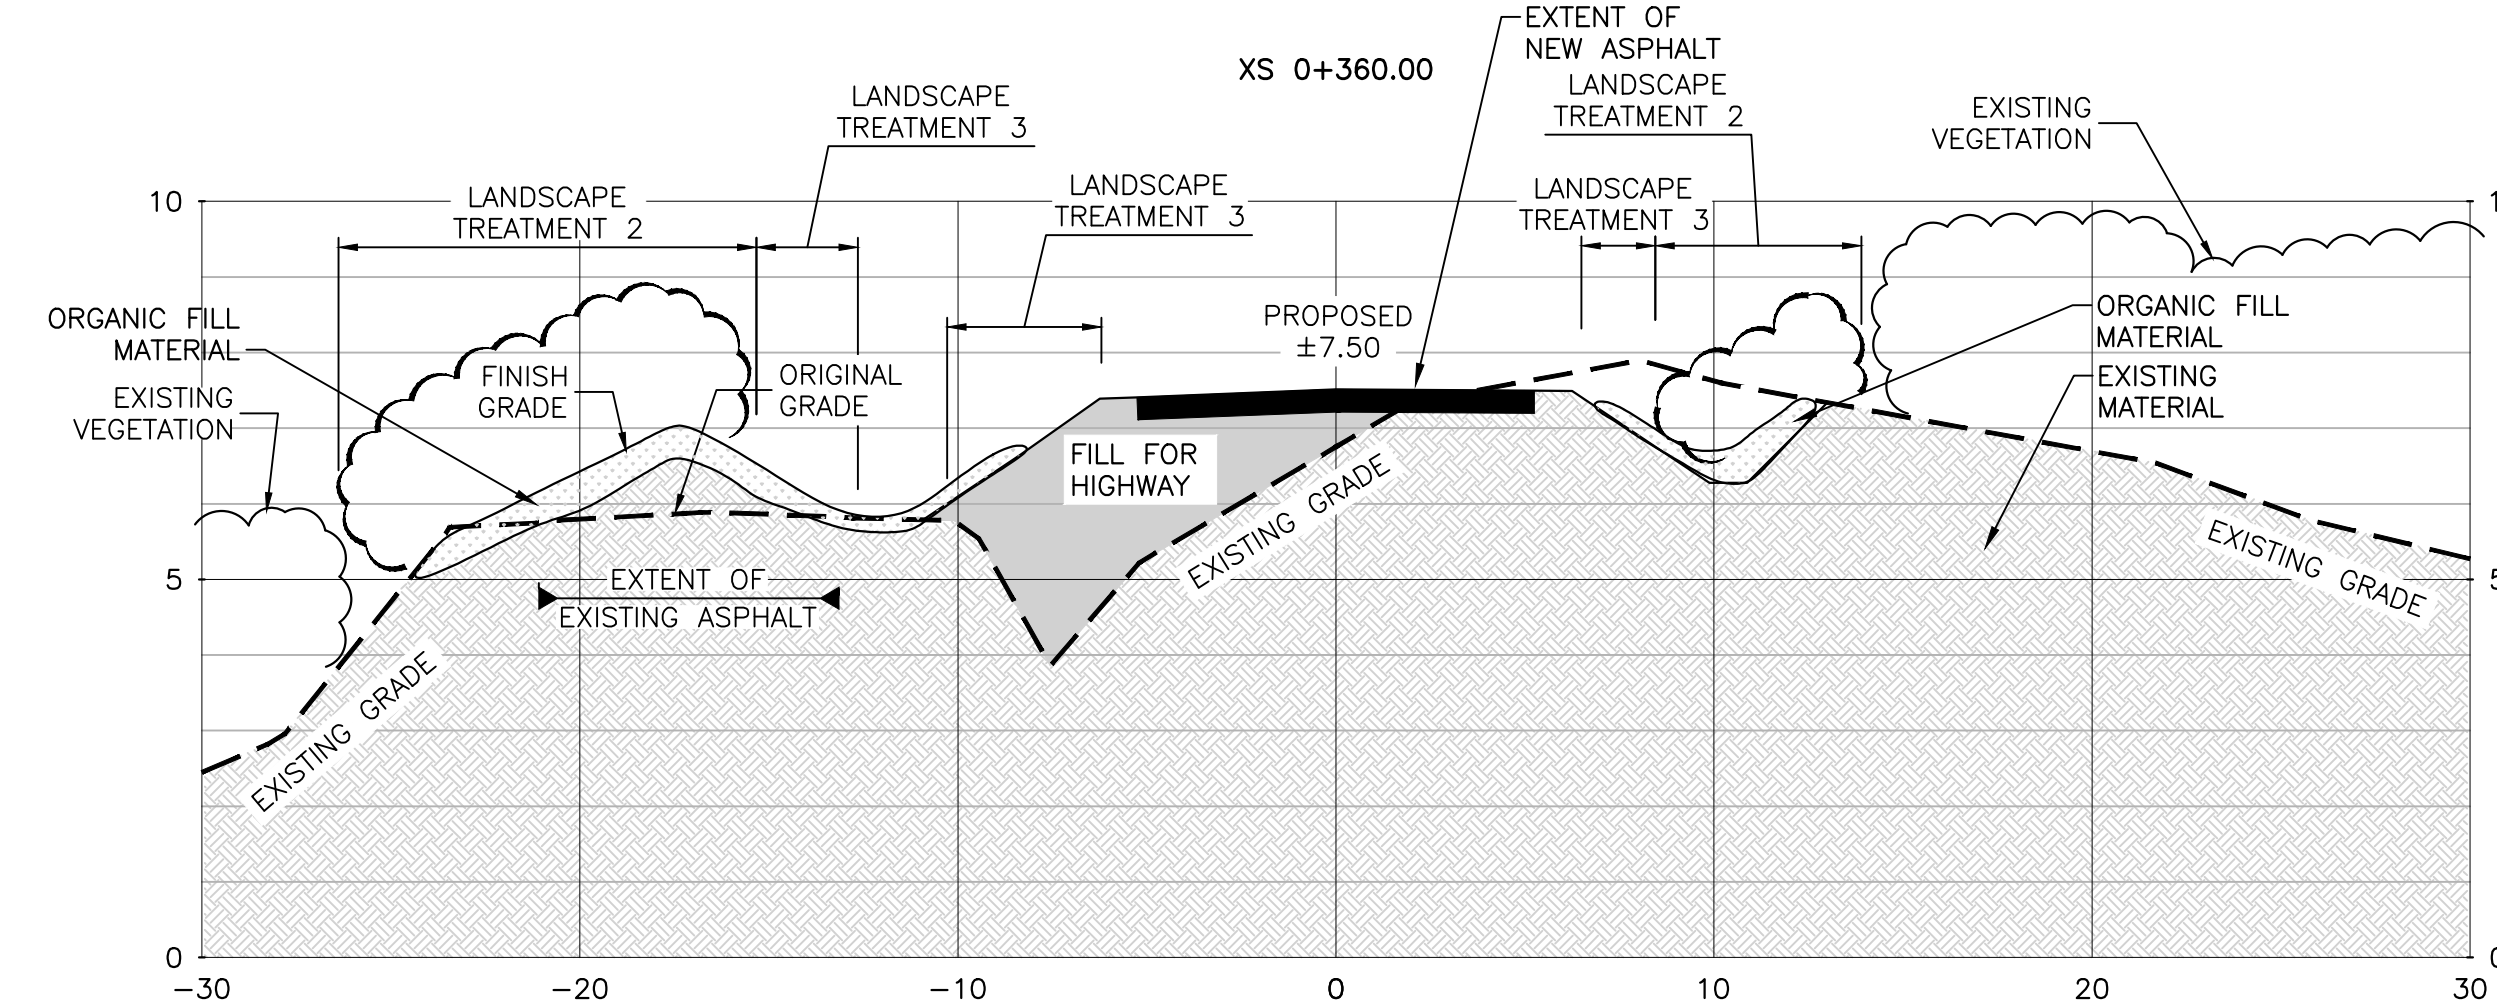 EXTENT OF
NEW ASPHALT
XS 0+360.00
LANDSCAPE
TREATMENT 3
LANDSCAPE
TREATMENT 2
EXISTING
VEGETATION
LANDSCAPE
TREATMENT 2
LANDSCAPE
TREATMENT 3
LANDSCAPE
TREATMENT 3
10
1
ORGANIC FILL
MATERIAL
EXISTING
VEGETATION
FINISH
GRADE
ORIGINAL
GRADE
PROPOSED
±7.50
ORGANIC FILL
MATERIAL
EXISTING
MATERIAL
FILL FOR
HIGHWAY
EXISTING GRADE
EXISTING GRADE
5
EXTENT OF
EXISTING ASPHALT
5
EXISTING GRADE
0
0
-30
-20
-10
0
10
20
30